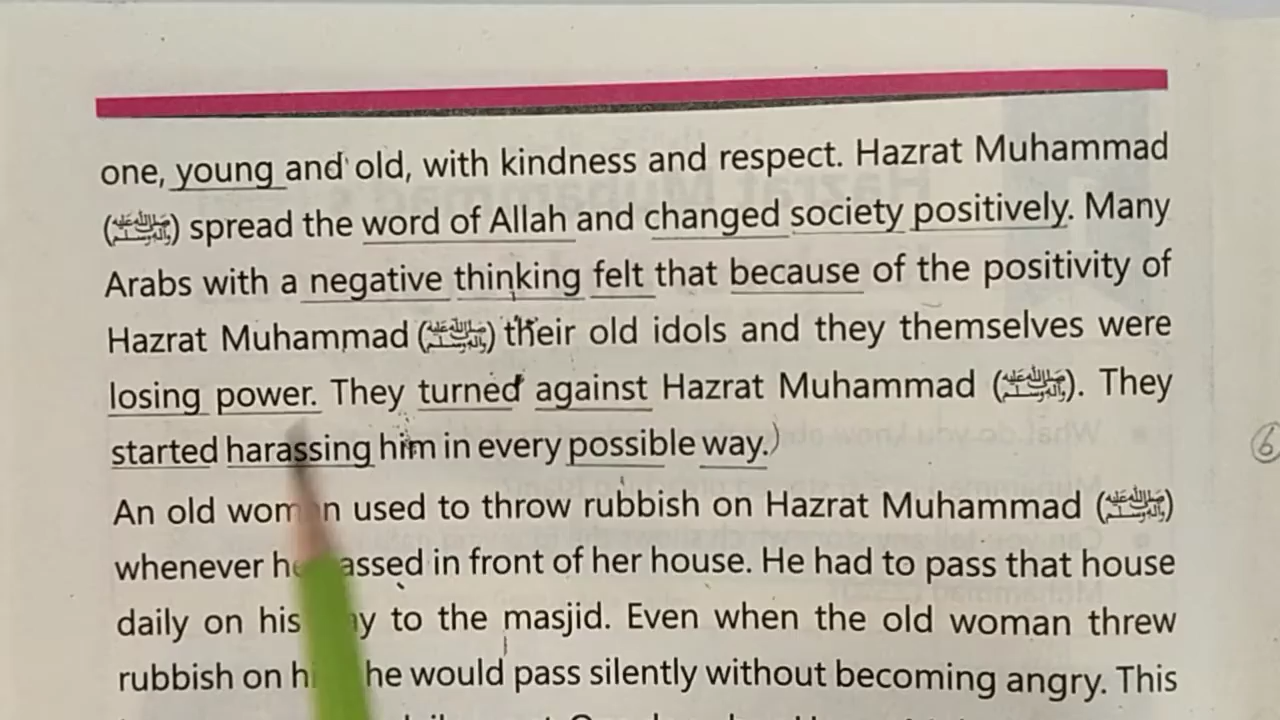 one, young and old, with kindness and respect. Hazrat Muhammad
(ﷺ) spread the word of Allah and changed society positively. Many
Arabs with a negative thinking felt that because of the positivity of
Hazrat Muhammad (ﷺ) their old idols and they themselves were
losing power. They turned against Hazrat Muhammad (ﷺ). They
started harassing him in every possible way.)
6
An old woman used to throw rubbish on Hazrat Muhammad (ﷺ)
whenever he passed in front of her house. He had to pass that house
daily on his way to the masjid. Even when the old woman threw
rubbish on him he would pass silently without becoming angry. This